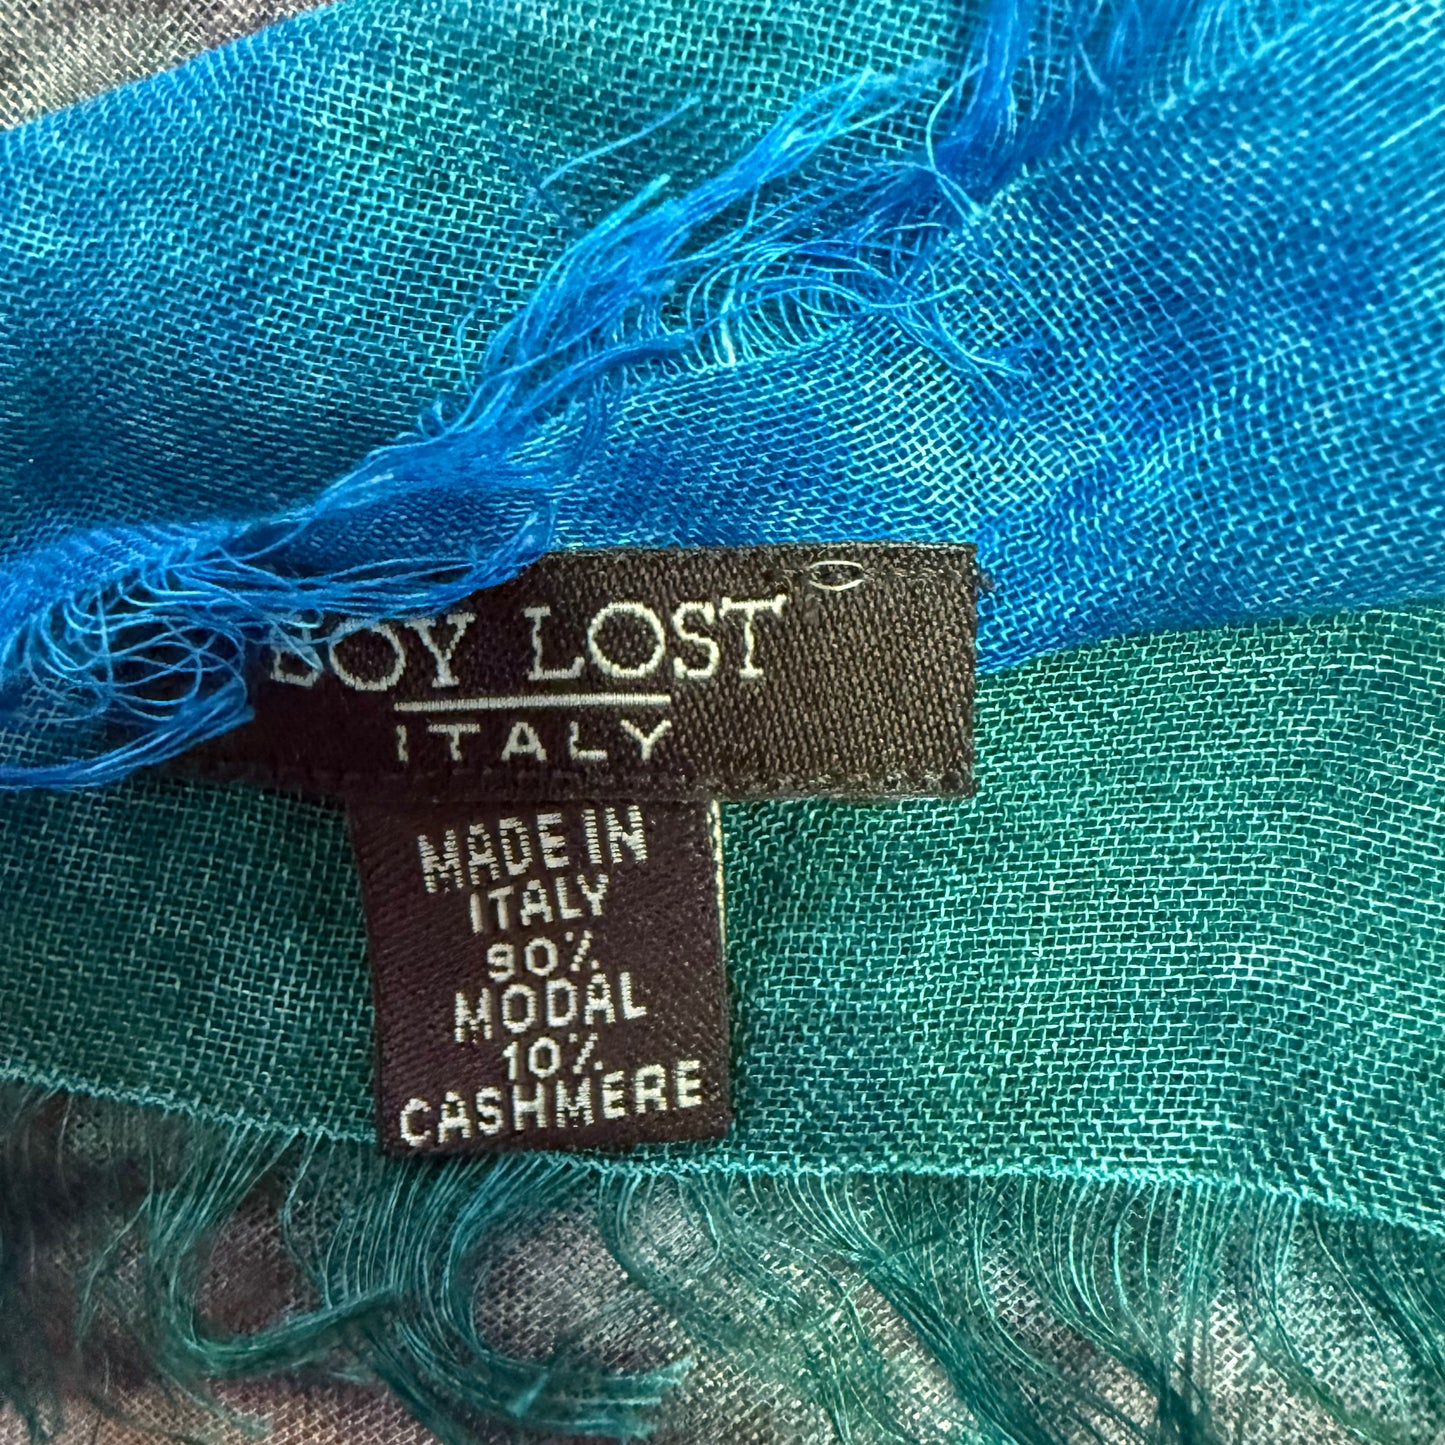 BOY LOST
ITALY
MADE IN
ITALY
90%
MODAL
10%
CASHMERE